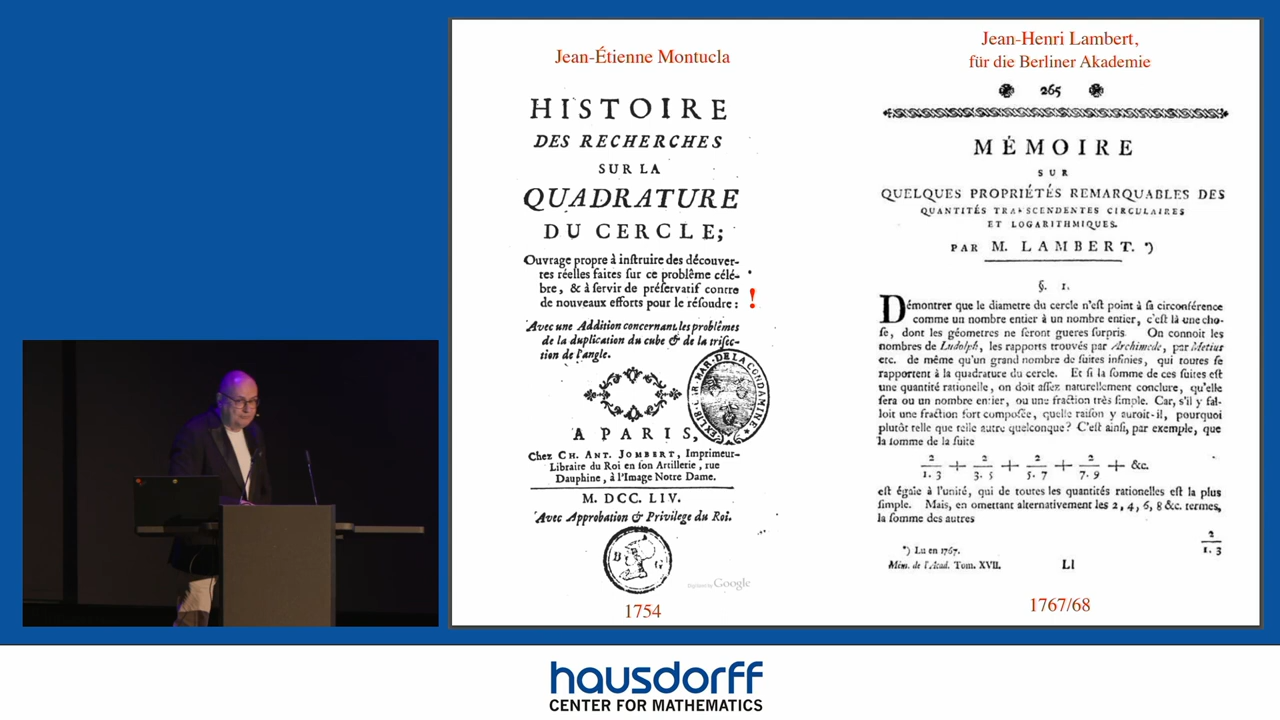 Jean-Étienne Montucla
HISTOIRE
DES RECHERCHES
SUR LA
QUADRATURE
DU CERCLE;
Ouvrage propre à inſtruire des découver-
tes réelles faites ſur ce problême célé-
bre, & à ſervir de préſervatif contre
de nouveaux efforts pour le réſoudre :
!
Avec une Addition concernant les problèmes
de la duplication du cube & de la triſec-
tion de l'angle.
EX LIB. CAR. MAR. DE LA CONDAMINE
A PARIS,
Chez CH. ANT. JOMBERT, Imprimeur-
Libraire du Roi en ſon Artillerie, rue
Dauphine, à l'Image Notre Dame.
M. DCC. LIV.
Avec Approbation & Privilege du Roi.
B G
Digitized by Google
1754
Jean-Henri Lambert,
für die Berliner Akademie
265
MÉMOIRE
SUR
QUELQUES PROPRIÉTÉS REMARQUABLES DES
QUANTITÉS TRANSCENDENTES CIRCULAIRES
ET LOGARITHMIQUES.
PAR M. LAMBERT. *)
§. 1.
Démontrer que le diametre du cercle n'eſt point à ſa circonférence
comme un nombre entier à un nombre entier, c'eſt là une cho-
ſe, dont les géometres ne ſeront gueres ſurpris. On connoit les
nombres de Ludolph, les rapports trouvés par Archimede, par Metius
etc. de même qu'un grand nombre de ſuites infinies, qui toutes ſe
rapportent à la quadrature du cercle. Et ſi la ſomme de ces ſuites eſt
une quantité rationelle, on doit aſſez naturellement conclure, qu'elle
ſera ou un nombre entier, ou une fraction très ſimple. Car, s'il y fal-
loit une fraction fort compoſée, quelle raiſon y auroit-il, pourquoi
plutôt telle que telle autre quelconque? C'eſt ainſi, par exemple, que
la ſomme de la ſuite
2/1.3 + 2/3.5 + 2/5.7 + 2/7.9 + &c.
eſt égale à l'unité, qui de toutes les quantités rationelles eſt la plus
ſimple. Mais, en omettant alternativement les 2, 4, 6, 8 &c. termes,
la ſomme des autres
2/1.3
*) Lu en 1767.
Mém. de l'Acad. Tom. XVII.
Ll
1767/68
hausdorff
CENTER FOR MATHEMATICS